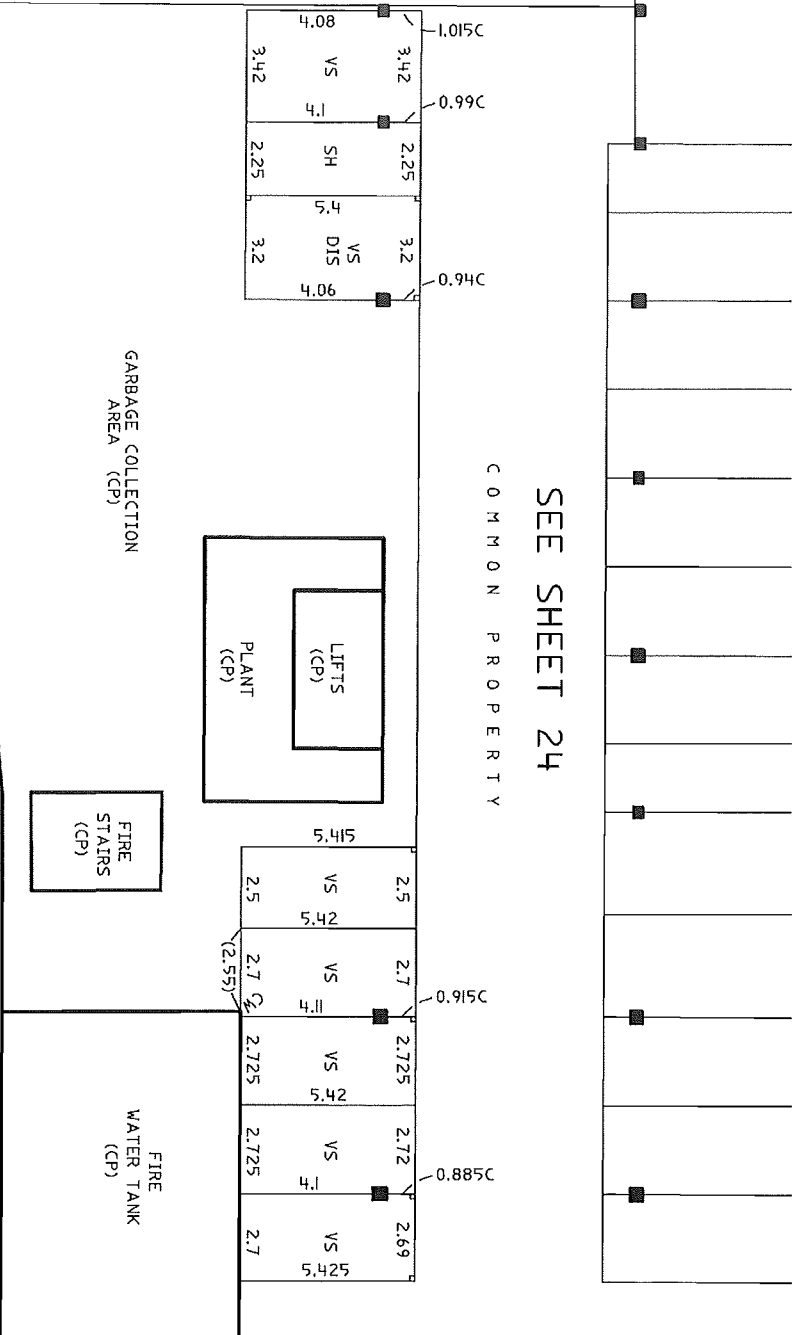 4.08
1.015C
3.42
VS
3.42
4.1
0.99C
2.25
SH
2.25
5.4
3.2
VS
DIS
3.2
4.06
0.94C
GARBAGE COLLECTION
AREA (CP)
SEE SHEET 24
COMMON PROPERTY
LIFTS
(CP)
PLANT
(CP)
FIRE
STAIRS
(CP)
5.415
2.5
VS
2.5
5.42
(2.55)
2.7
VS
2.7
0.915C
4.11
2.725
VS
2.725
5.42
2.725
VS
2.72
4.1
0.885C
2.7
VS
2.69
5.425
FIRE
WATER TANK
(CP)